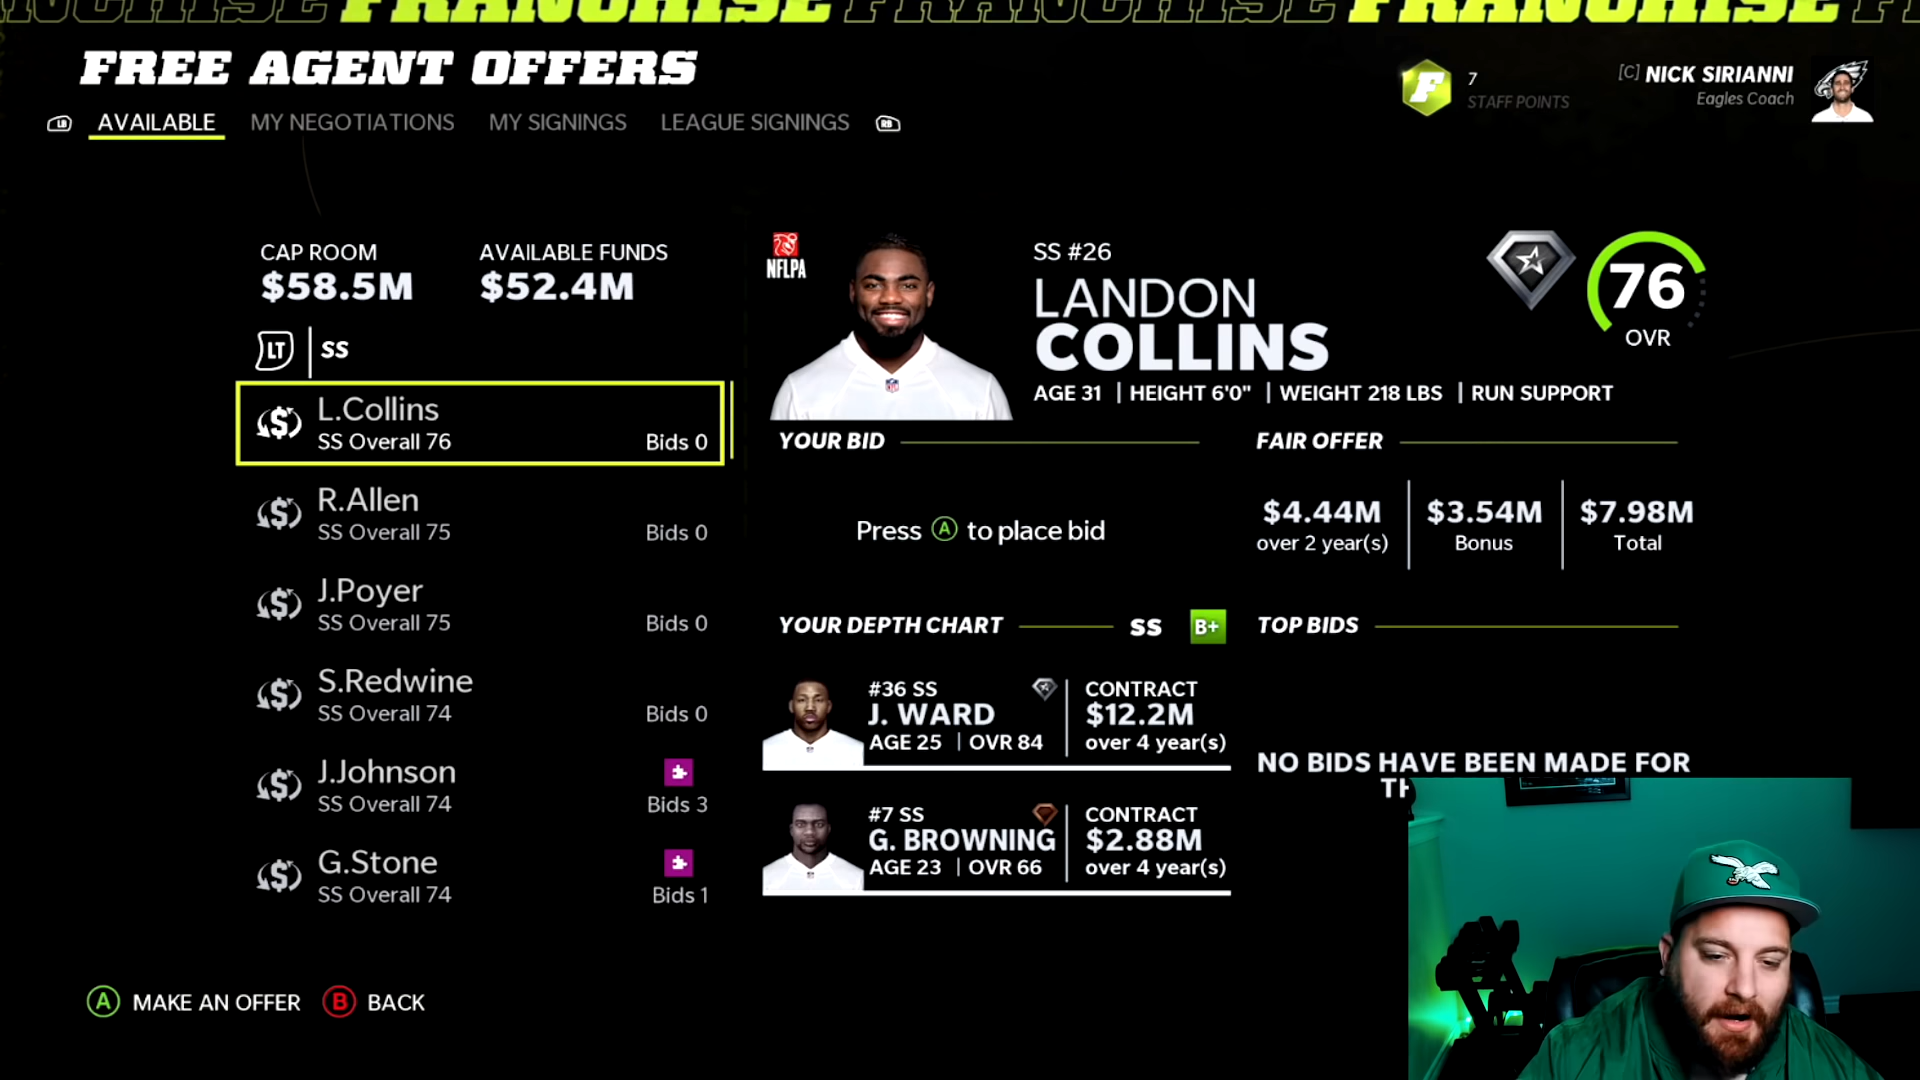 FRANCHISE FRANCHISE FRANCHISE FRANCHISE
FREE AGENT OFFERS
7
STAFF POINTS
[C] NICK SIRIANNI
Eagles Coach
LB AVAILABLE MY NEGOTIATIONS MY SIGNINGS LEAGUE SIGNINGS RB
CAP ROOM
$58.5M
AVAILABLE FUNDS
$52.4M
LT SS
L.Collins
SS Overall 76 Bids 0
R.Allen
SS Overall 75 Bids 0
J.Poyer
SS Overall 75 Bids 0
S.Redwine
SS Overall 74 Bids 0
J.Johnson
SS Overall 74 Bids 3
G.Stone
SS Overall 74 Bids 1
NFLPA
SS #26
LANDON
COLLINS
AGE 31 | HEIGHT 6'0" | WEIGHT 218 LBS | RUN SUPPORT
76
OVR
YOUR BID
Press A to place bid
FAIR OFFER
$4.44M
over 2 year(s)
$3.54M
Bonus
$7.98M
Total
YOUR DEPTH CHART SS B+
#36 SS
J. WARD
AGE 25 | OVR 84
CONTRACT
$12.2M
over 4 year(s)
#7 SS
G. BROWNING
AGE 23 | OVR 66
CONTRACT
$2.88M
over 4 year(s)
TOP BIDS
NO BIDS HAVE BEEN MADE FOR
A MAKE AN OFFER B BACK